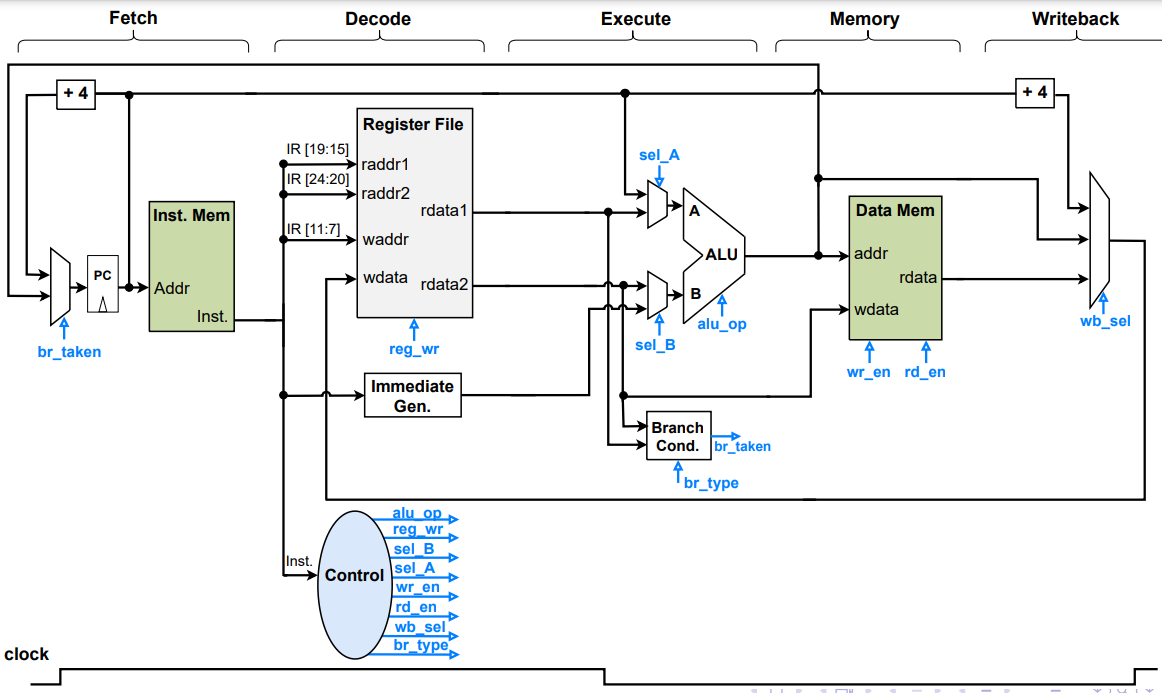 Fetch
Decode
Execute
Memory
Writeback
+ 4
+ 4
Register File
IR [19:15]
raddr1
IR [24:20]
raddr2
rdata1
IR [11:7]
waddr
wdata
rdata2
reg_wr
Inst. Mem
Addr
Inst.
PC
br_taken
sel_A
A
ALU
B
alu_op
sel_B
Data Mem
addr
rdata
wdata
wr_en
rd_en
wb_sel
Immediate
Gen.
Branch
Cond.
br_taken
br_type
Inst.
Control
alu_op
reg_wr
sel_B
sel_A
wr_en
rd_en
wb_sel
br_type
clock